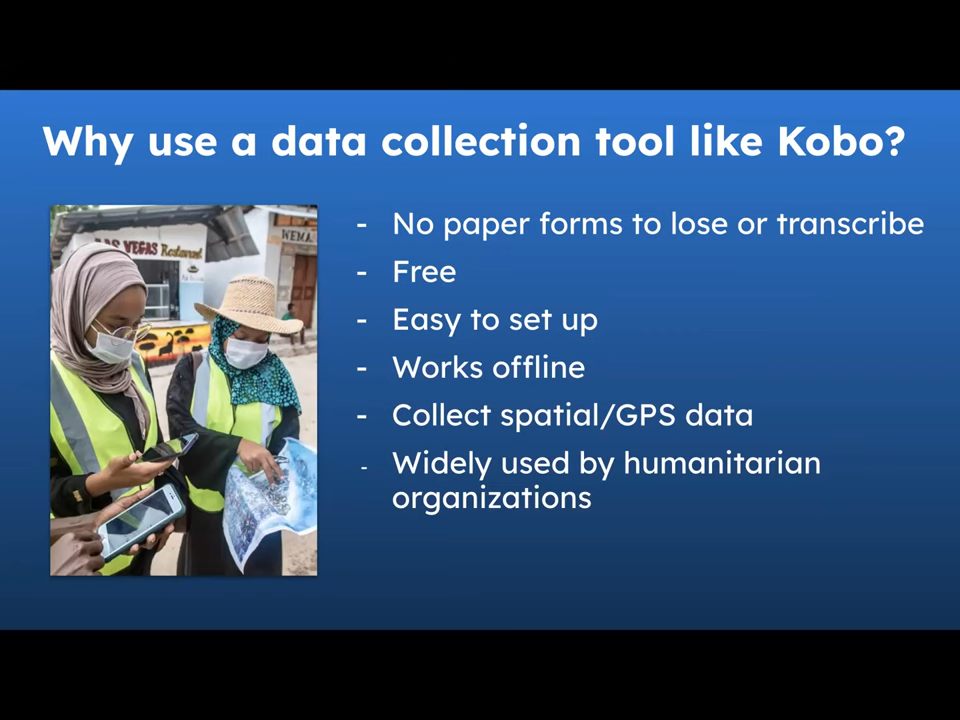 Why use a data collection tool like Kobo?
- No paper forms to lose or transcribe
- Free
- Easy to set up
- Works offline
- Collect spatial/GPS data
- Widely used by humanitarian
organizations
VEGAS Restaurant
WEMA